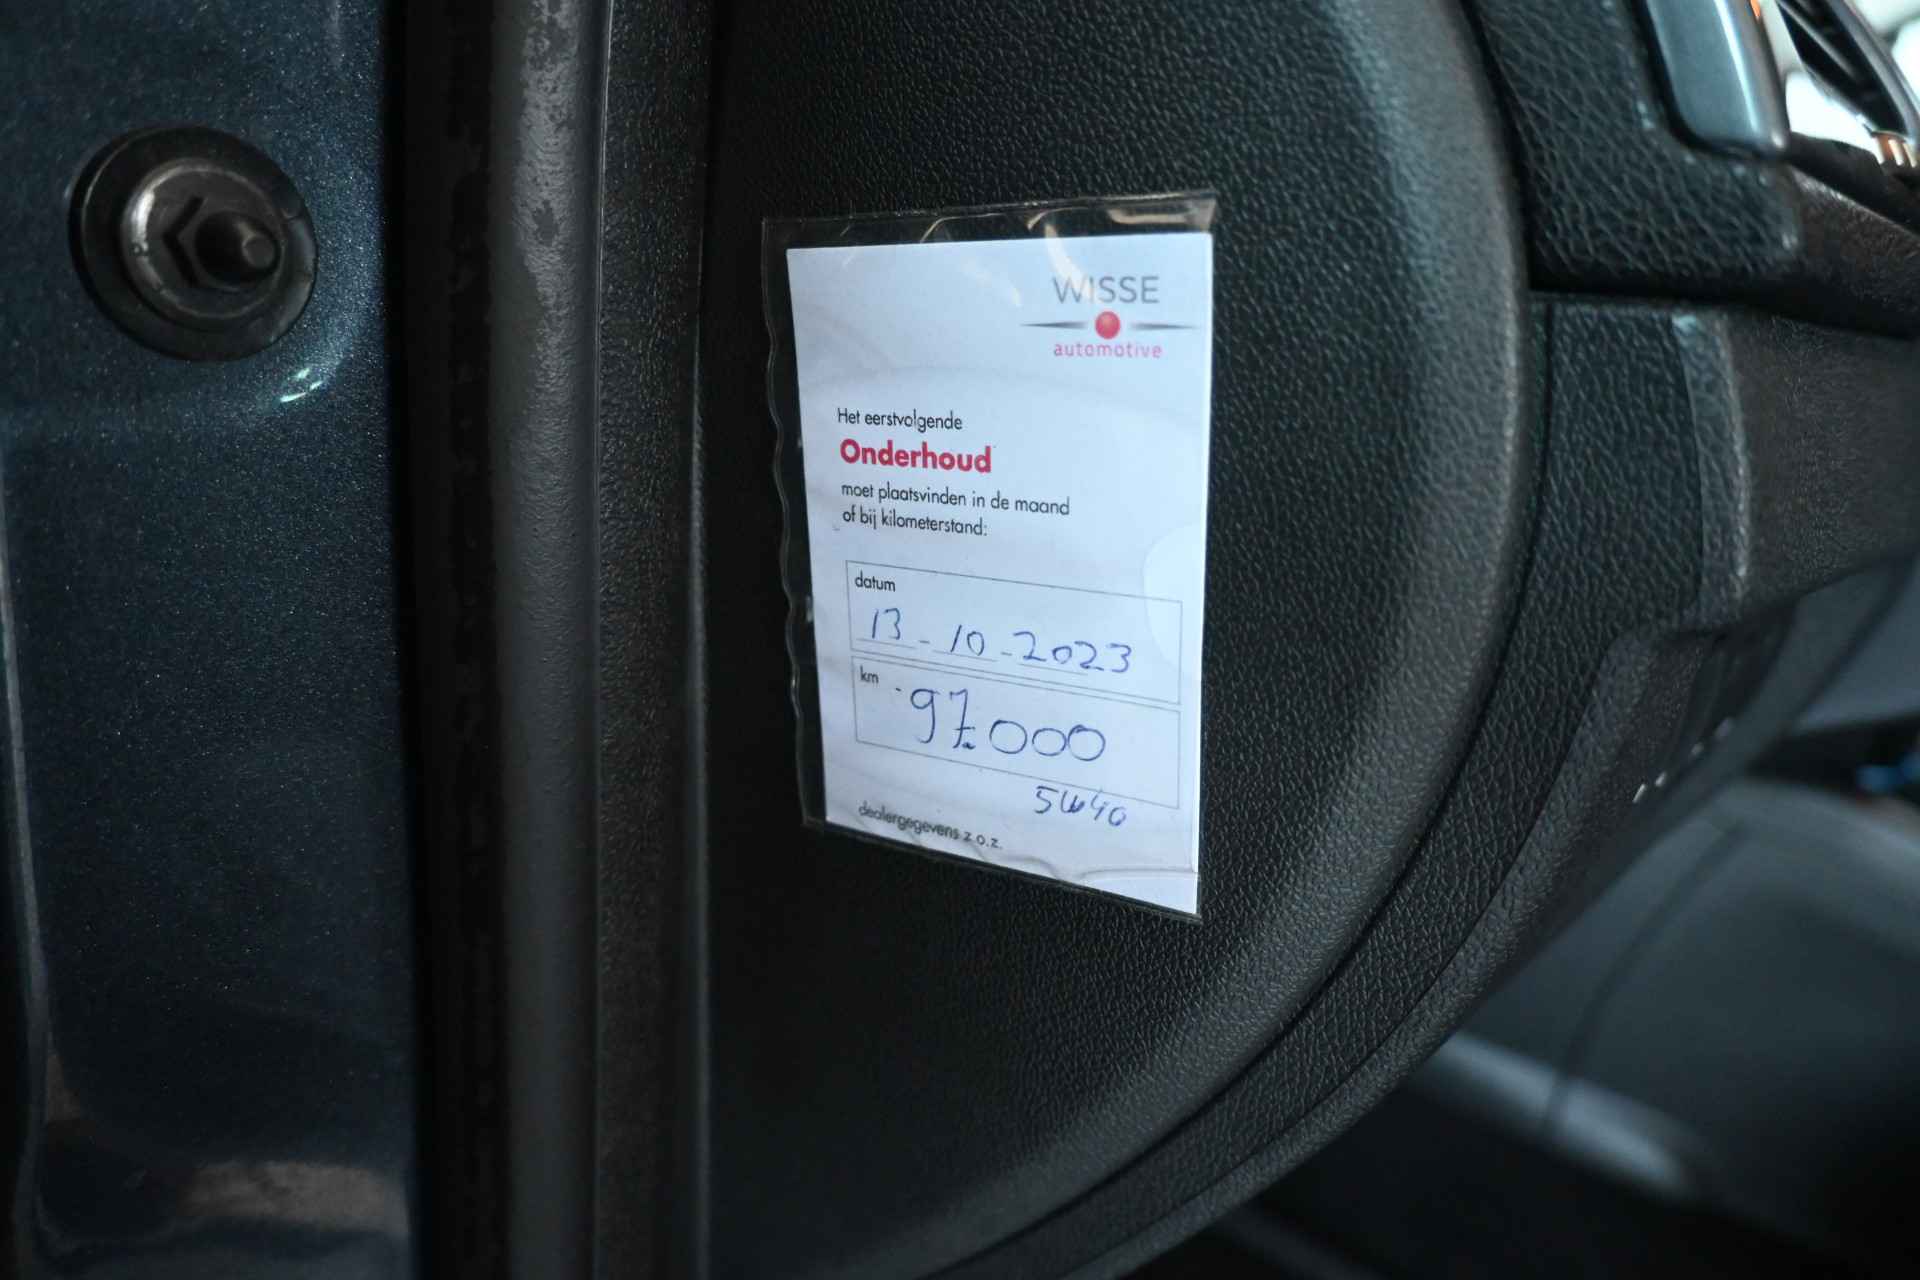 WISSE
automotive
Het eerstvolgende
Onderhoud
moet plaatsvinden in de maand
of bij kilometerstand:
datum
13-10-2023
km
97.000
5W40
dealergegevens z.o.z.